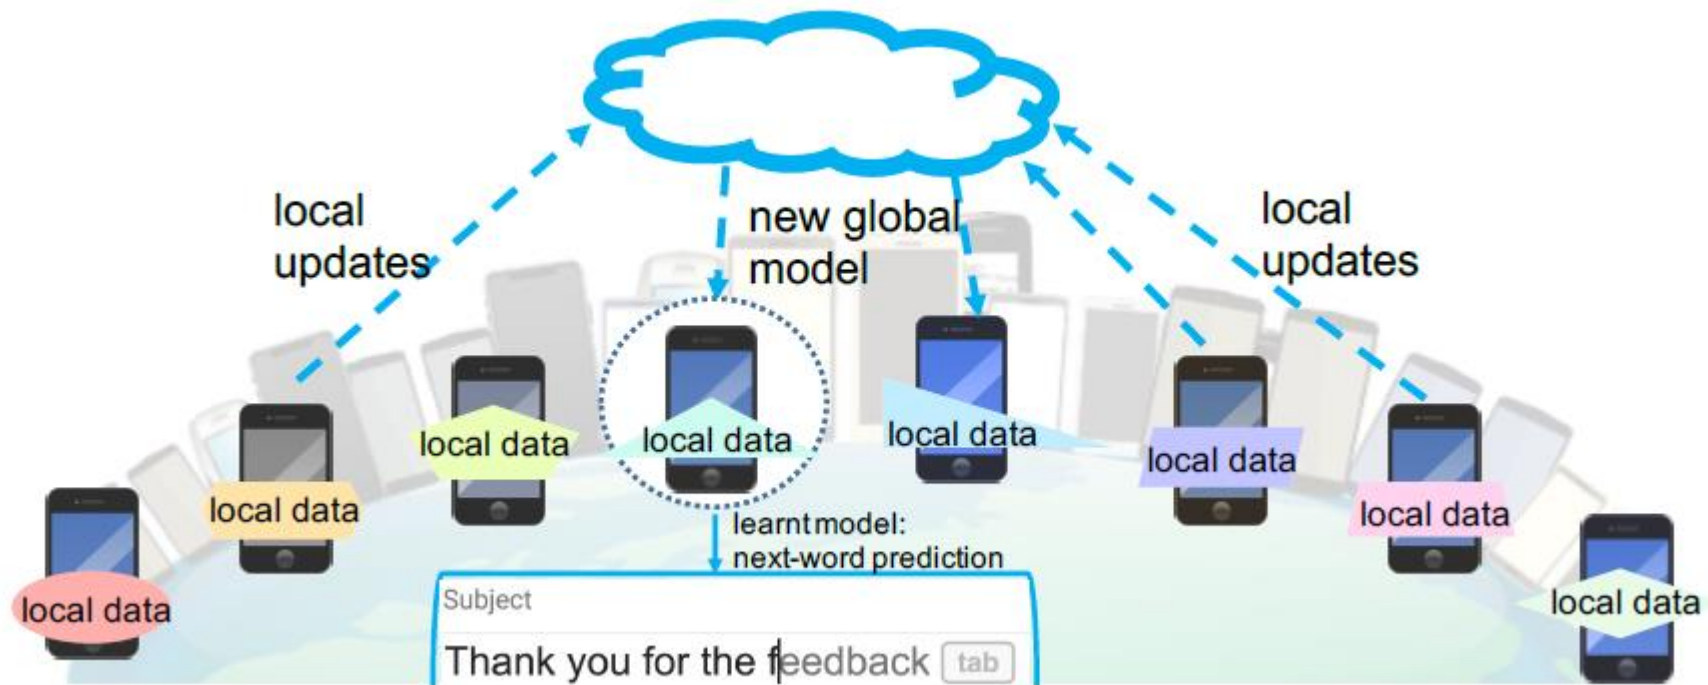 local
updates
new global
model
local
updates
local data
local data
local data
local data
local data
local data
local data
local data
learnt model:
next-word prediction
Subject
Thank you for the feedback tab